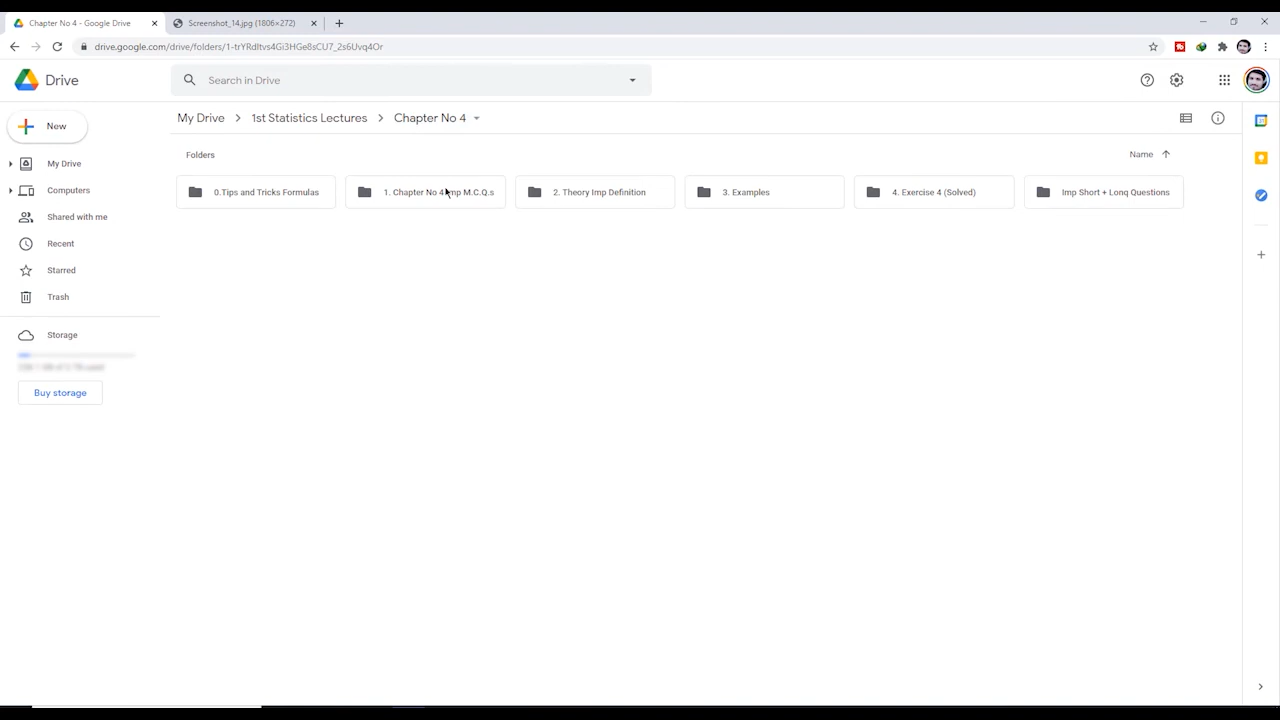 Chapter No 4 - Google Drive
Screenshot_14.jpg (1806×272)
drive.google.com/drive/folders/1-trYRdItvs4Gi3HGe8sCU7_2s6Uvq4Or
Drive
Search in Drive
New
My Drive
1st Statistics Lectures
Chapter No 4
Folders
Name
0.Tips and Tricks Formulas
1. Chapter No 4 Imp M.C.Q.s
2. Theory Imp Definition
3. Examples
4. Exercise 4 (Solved)
Imp Short + Long Questions
My Drive
Computers
Shared with me
Recent
Starred
Trash
Storage
Buy storage